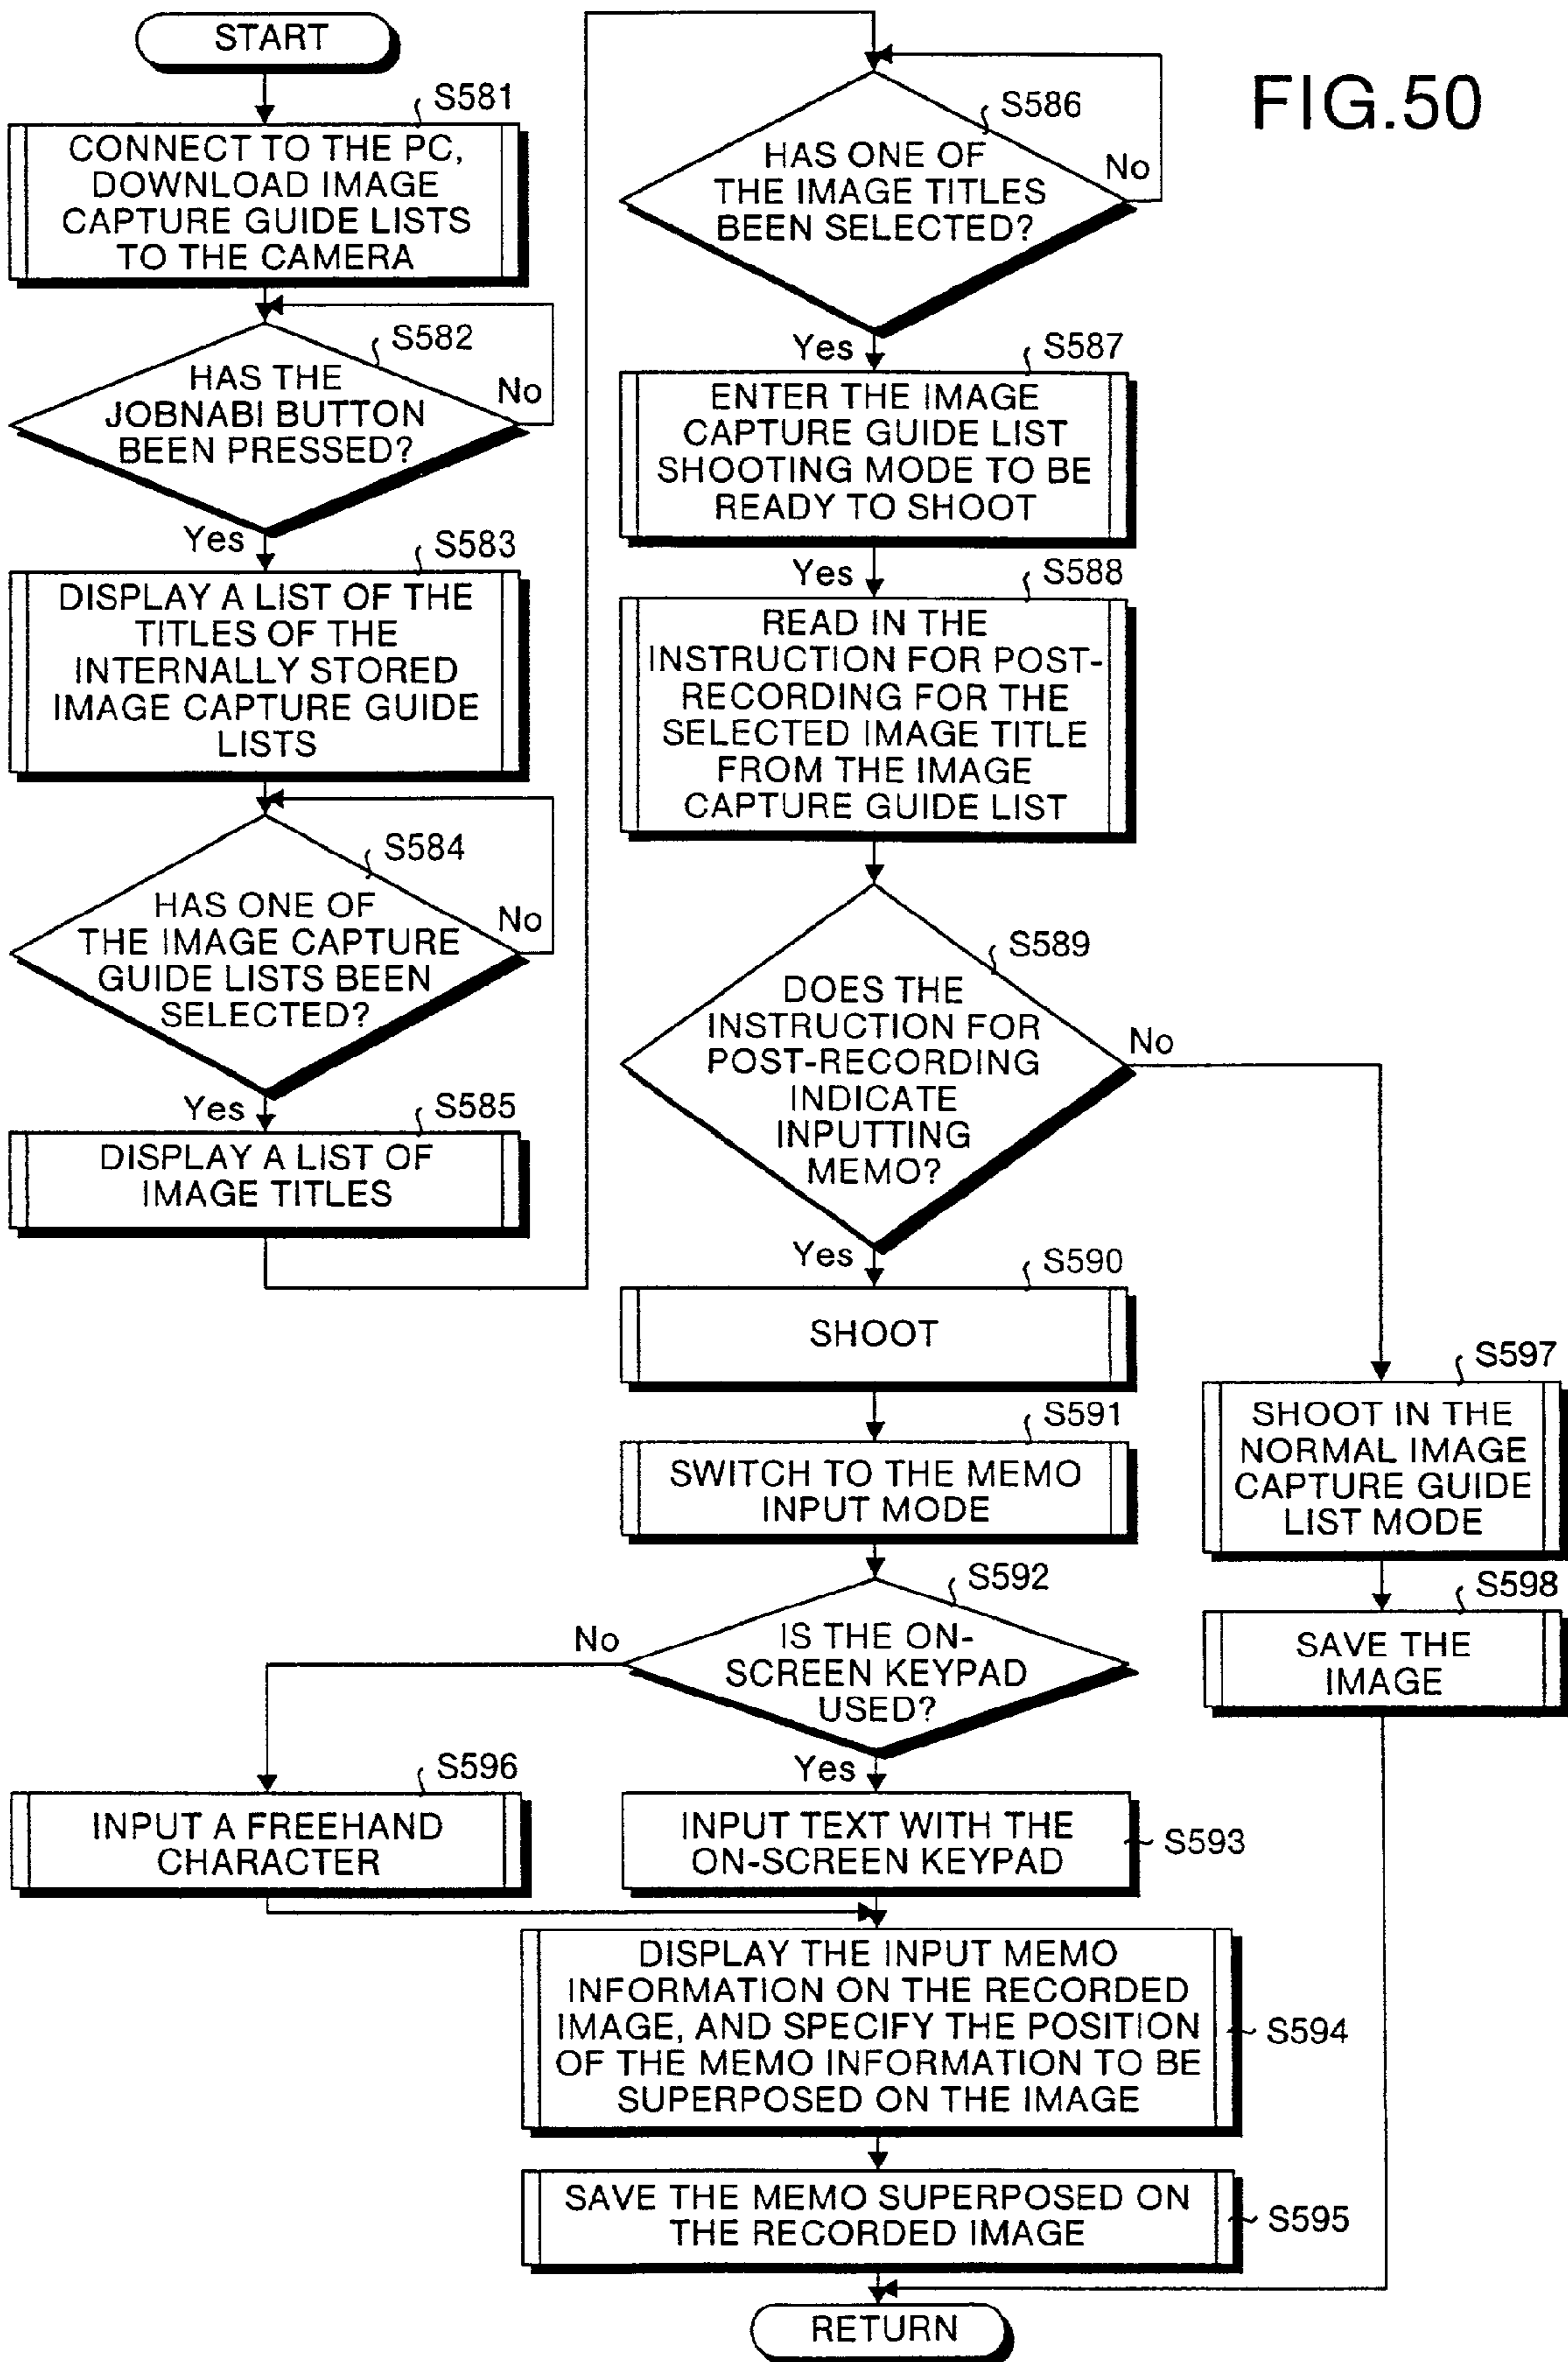 FIG.50
START
S581
CONNECT TO THE PC,
DOWNLOAD IMAGE
CAPTURE GUIDE LISTS
TO THE CAMERA
S582
HAS THE
JOBNABI BUTTON
BEEN PRESSED?
No
Yes
S583
DISPLAY A LIST OF THE
TITLES OF THE
INTERNALLY STORED
IMAGE CAPTURE GUIDE
LISTS
S584
HAS ONE OF
THE IMAGE CAPTURE
GUIDE LISTS BEEN
SELECTED?
No
Yes
S585
DISPLAY A LIST OF
IMAGE TITLES
S586
HAS ONE OF
THE IMAGE TITLES
BEEN SELECTED?
No
Yes
S587
ENTER THE IMAGE
CAPTURE GUIDE LIST
SHOOTING MODE TO BE
READY TO SHOOT
Yes
S588
READ IN THE
INSTRUCTION FOR POST-
RECORDING FOR THE
SELECTED IMAGE TITLE
FROM THE IMAGE
CAPTURE GUIDE LIST
S589
DOES THE
INSTRUCTION FOR
POST-RECORDING
INDICATE
INPUTTING
MEMO?
No
Yes
S590
SHOOT
S591
SWITCH TO THE MEMO
INPUT MODE
S592
IS THE ON-
SCREEN KEYPAD
USED?
No
Yes
S596
INPUT A FREEHAND
CHARACTER
INPUT TEXT WITH THE
ON-SCREEN KEYPAD
S593
DISPLAY THE INPUT MEMO
INFORMATION ON THE RECORDED
IMAGE, AND SPECIFY THE POSITION
OF THE MEMO INFORMATION TO BE
SUPERPOSED ON THE IMAGE
S594
SAVE THE MEMO SUPERPOSED ON
THE RECORDED IMAGE
S595
S597
SHOOT IN THE
NORMAL IMAGE
CAPTURE GUIDE
LIST MODE
S598
SAVE THE
IMAGE
RETURN